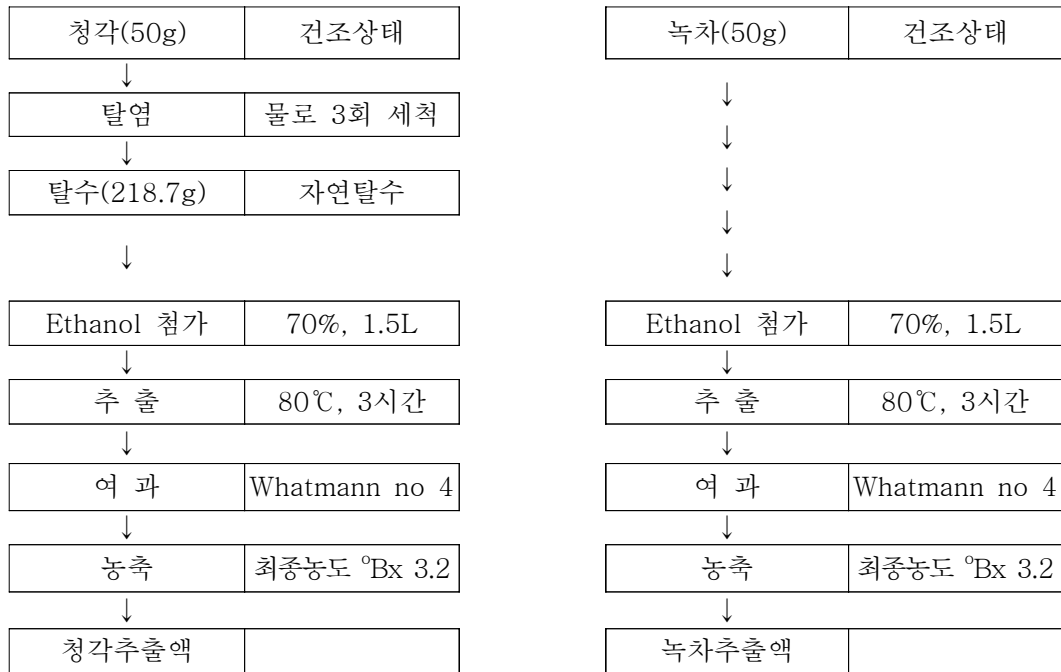 청각(50g) 건조상태
↓
탈염 물로 3회 세척
↓
탈수(218.7g) 자연탈수
↓
Ethanol 첨가 70%, 1.5L
↓
추 출 80℃, 3시간
↓
여 과 Whatmann no 4
↓
농축 최종농도 °Bx 3.2
↓
청각추출액
녹차(50g) 건조상태
↓
↓
↓
↓
↓
Ethanol 첨가 70%, 1.5L
↓
추 출 80℃, 3시간
↓
여 과 Whatmann no 4
↓
농축 최종농도 °Bx 3.2
↓
녹차추출액